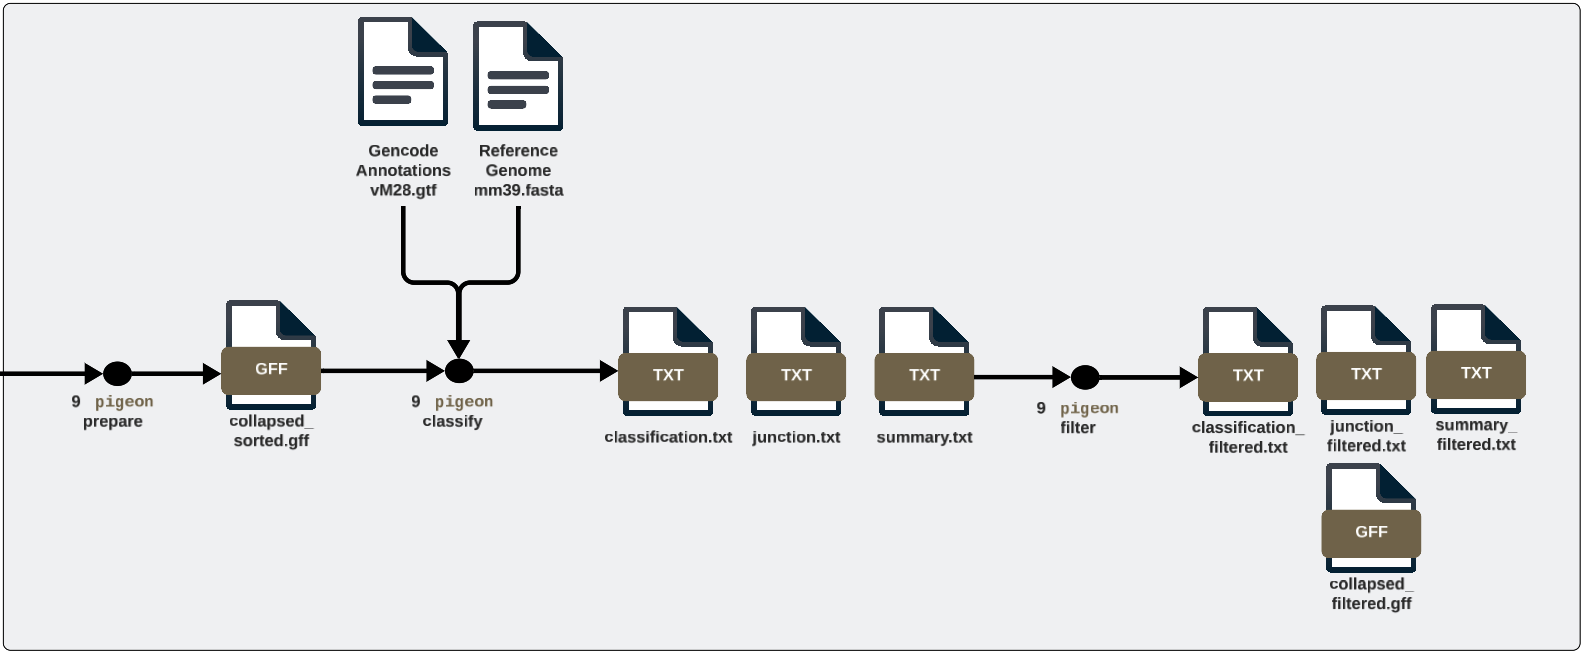 Gencode
Annotations
vM28.gtf
Reference
Genome
mm39.fasta
9 pigeon
prepare
GFF
collapsed_
sorted.gff
9 pigeon
classify
TXT
classification.txt
TXT
junction.txt
TXT
summary.txt
9 pigeon
filter
TXT
classification_
filtered.txt
TXT
junction_
filtered.txt
TXT
summary_
filtered.txt
GFF
collapsed_
filtered.gff